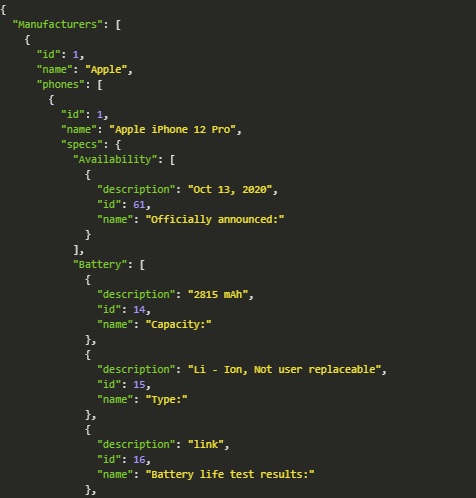 {
  "Manufacturers": [
    {
      "id": 1,
      "name": "Apple",
      "phones": [
        {
          "id": 1,
          "name": "Apple iPhone 12 Pro",
          "specs": {
            "Availability": [
              {
                "description": "Oct 13, 2020",
                "id": 61,
                "name": "Officially announced:"
              }
            ],
            "Battery": [
              {
                "description": "2815 mAh",
                "id": 14,
                "name": "Capacity:"
              },
              {
                "description": "Li - Ion, Not user replaceable",
                "id": 15,
                "name": "Type:"
              },
              {
                "description": "link",
                "id": 16,
                "name": "Battery life test results:"
              },